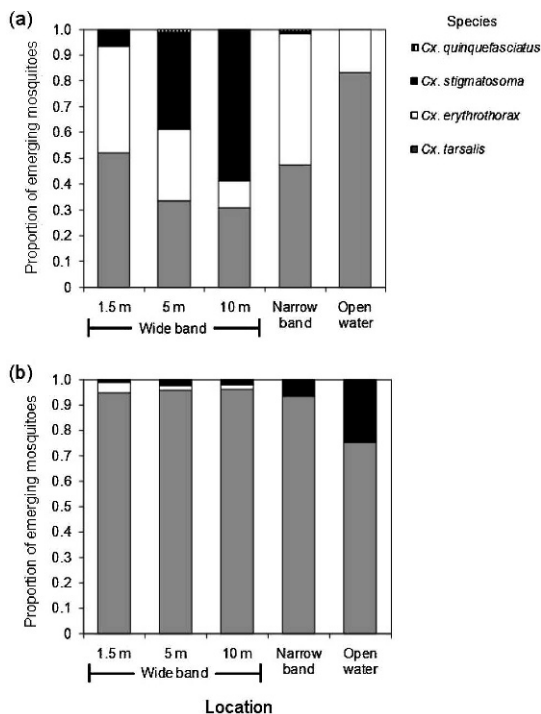 (a)
Species
Cx. quinquefasciatus
Cx. stigmatosoma
Cx. erythrothorax
Cx. tarsalis
Proportion of emerging mosquitoes
1.0
0.9
0.8
0.7
0.6
0.5
0.4
0.3
0.2
0.1
0
1.5 m 5 m 10 m Narrow Open
Wide band band water
(b)
Proportion of emerging mosquitoes
1.0
0.9
0.8
0.7
0.6
0.5
0.4
0.3
0.2
0.1
0
1.5 m 5 m 10 m Narrow Open
Wide band band water
Location